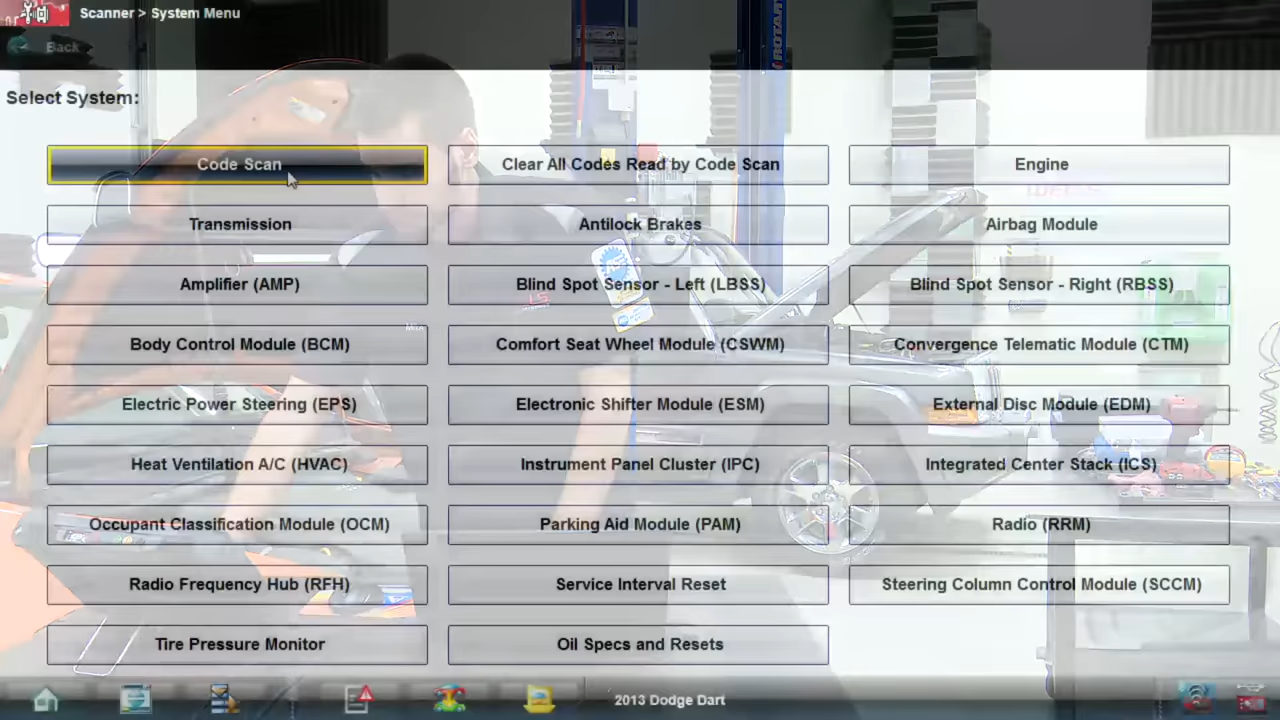 Scanner > System Menu
Back
ROTARY
Select System:
Code Scan
Clear All Codes Read by Code Scan
Engine
Transmission
Antilock Brakes
Airbag Module
Amplifier (AMP)
Blind Spot Sensor - Left (LBSS)
Blind Spot Sensor - Right (RBSS)
Body Control Module (BCM)
Comfort Seat Wheel Module (CSWM)
Convergence Telematic Module (CTM)
Electric Power Steering (EPS)
Electronic Shifter Module (ESM)
External Disc Module (EDM)
Heat Ventilation A/C (HVAC)
Instrument Panel Cluster (IPC)
Integrated Center Stack (ICS)
Occupant Classification Module (OCM)
Parking Aid Module (PAM)
Radio (RRM)
Radio Frequency Hub (RFH)
Service Interval Reset
Steering Column Control Module (SCCM)
Tire Pressure Monitor
Oil Specs and Resets
2013 Dodge Dart